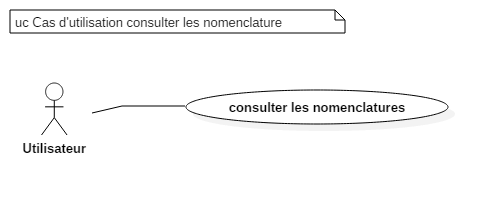 uc Cas d'utilisation consulter les nomenclature
consulter les nomenclatures
Utilisateur